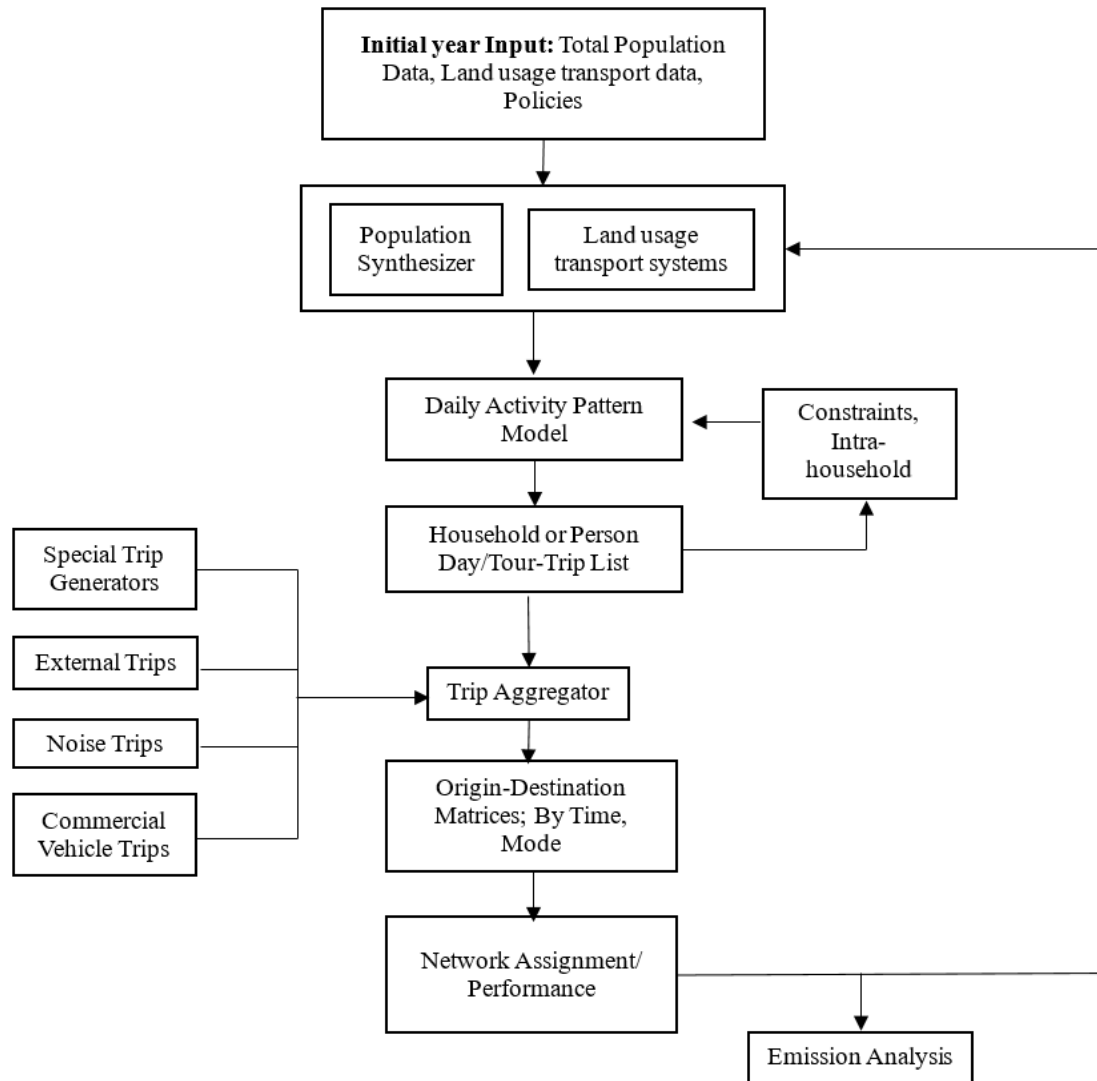 Initial year Input: Total Population
Data, Land usage transport data,
Policies
Population
Synthesizer
Land usage
transport systems
Daily Activity Pattern
Model
Constraints,
Intra-
household
Household or Person
Day/Tour-Trip List
Special Trip
Generators
External Trips
Noise Trips
Commercial
Vehicle Trips
Trip Aggregator
Origin-Destination
Matrices; By Time,
Mode
Network Assignment/
Performance
Emission Analysis